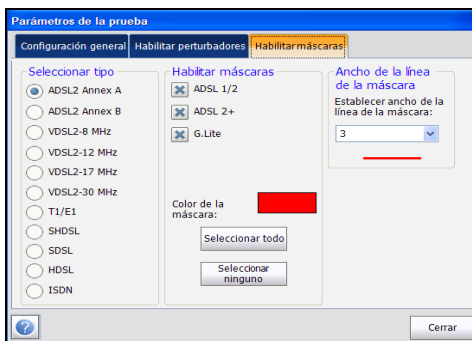 Parámetros de la prueba
Configuración general
Habilitar perturbadores
Habilitar máscaras
Seleccionar tipo
ADSL2 Annex A
ADSL2 Annex B
VDSL2-8 MHz
VDSL2-12 MHz
VDSL2-17 MHz
VDSL2-30 MHz
T1/E1
SHDSL
SDSL
HDSL
ISDN
Habilitar máscaras
ADSL 1/2
ADSL 2+
G.Lite
Color de la
máscara:
Seleccionar todo
Seleccionar
ninguno
Ancho de la línea
de la máscara
Establecer ancho de la
línea de la máscara:
3
?
Cerrar